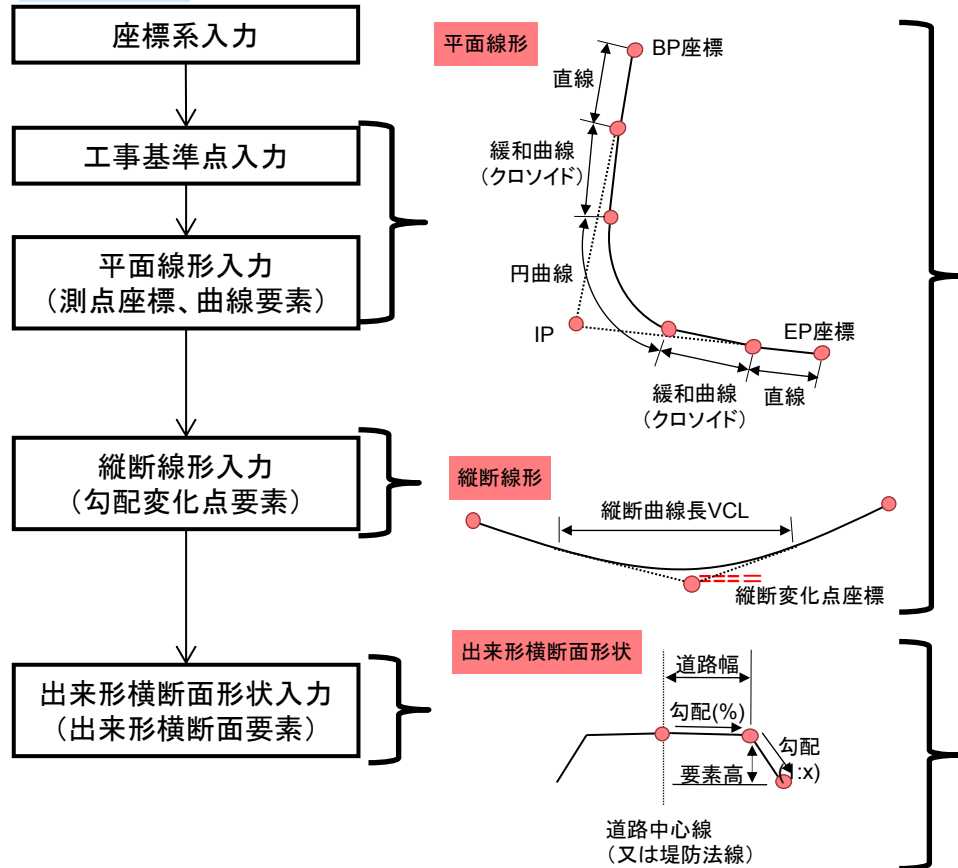 座標系入力
工事基準点入力
平面線形入力
（測点座標、曲線要素）
縦断線形入力
（勾配変化点要素）
出来形横断面形状入力
（出来形横断面要素）
平面線形
BP座標
直線
緩和曲線
（クロソイド）
円曲線
IP
EP座標
緩和曲線
（クロソイド）
直線
縦断線形
縦断曲線長VCL
縦断変化点座標
出来形横断面形状
道路幅
勾配(%)
勾配
(1:x)
要素高
道路中心線
（又は堤防法線）